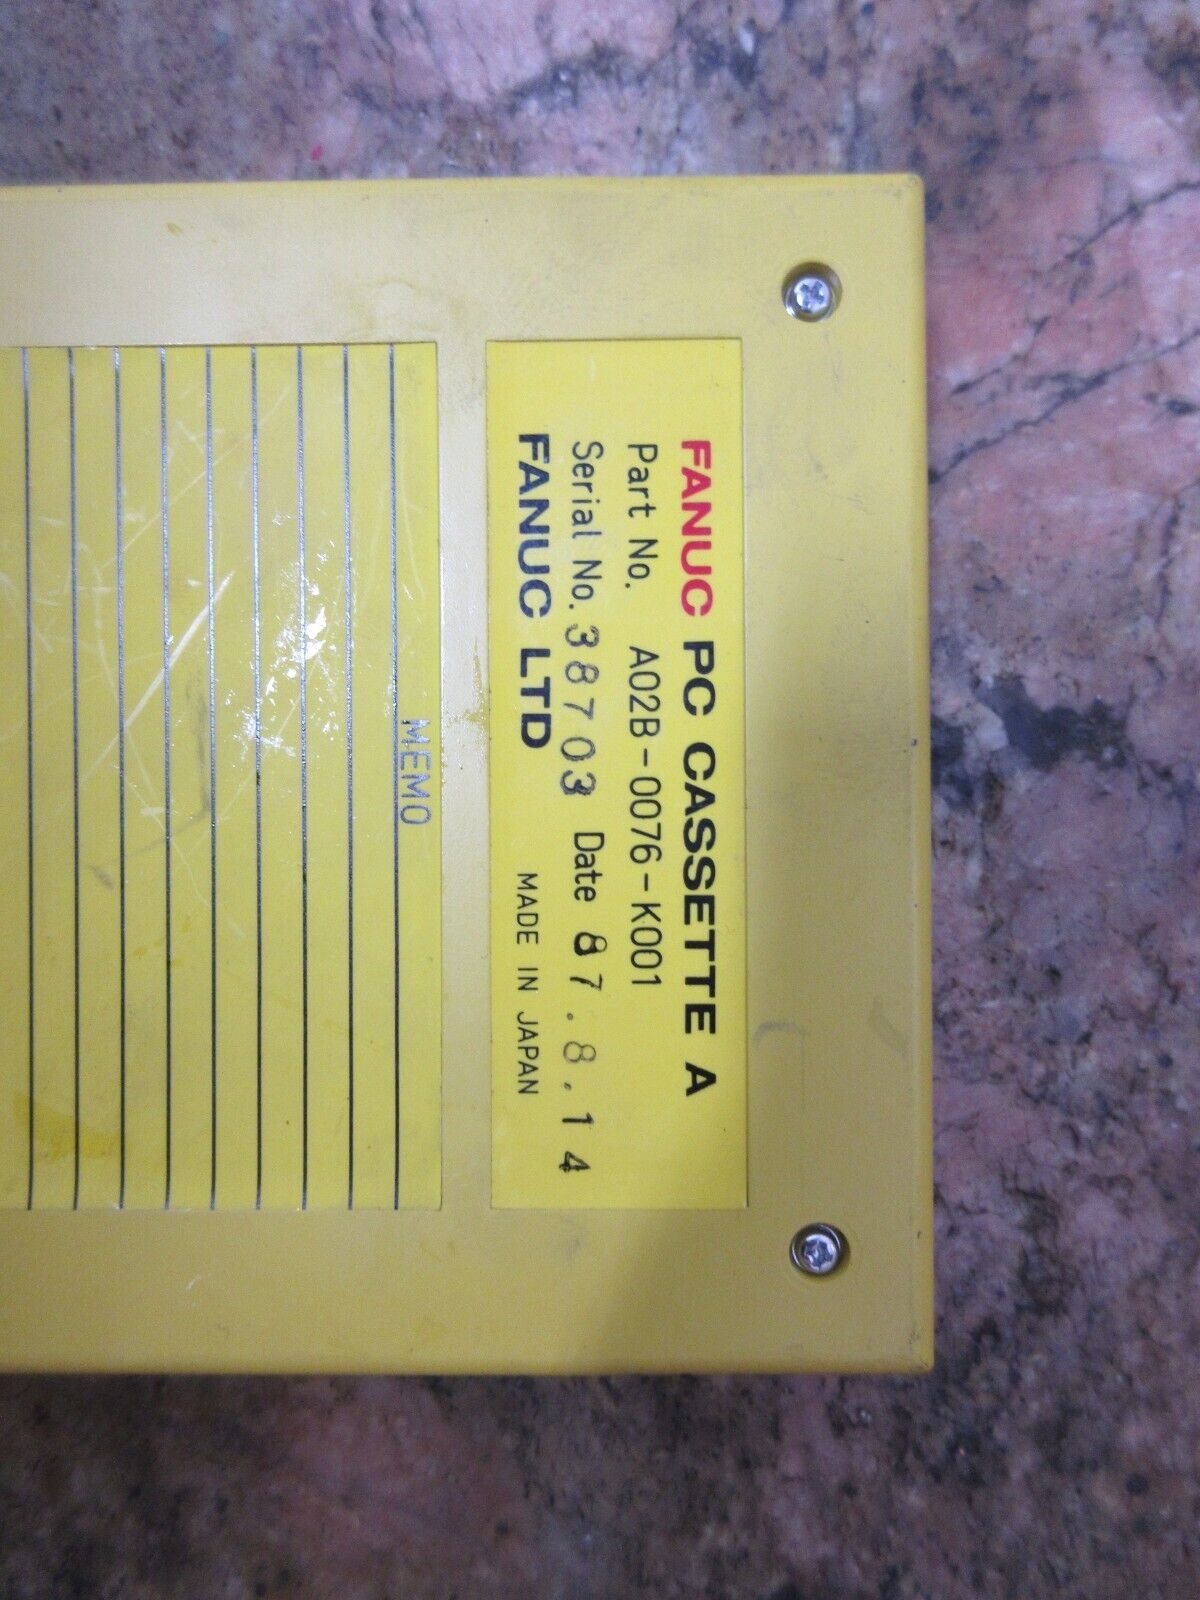 FANUC PC CASSETTE A
Part No. A02B-0076-K001
Serial No. 38703 Date 87.8.14
FANUC LTD MADE IN JAPAN
MEMO